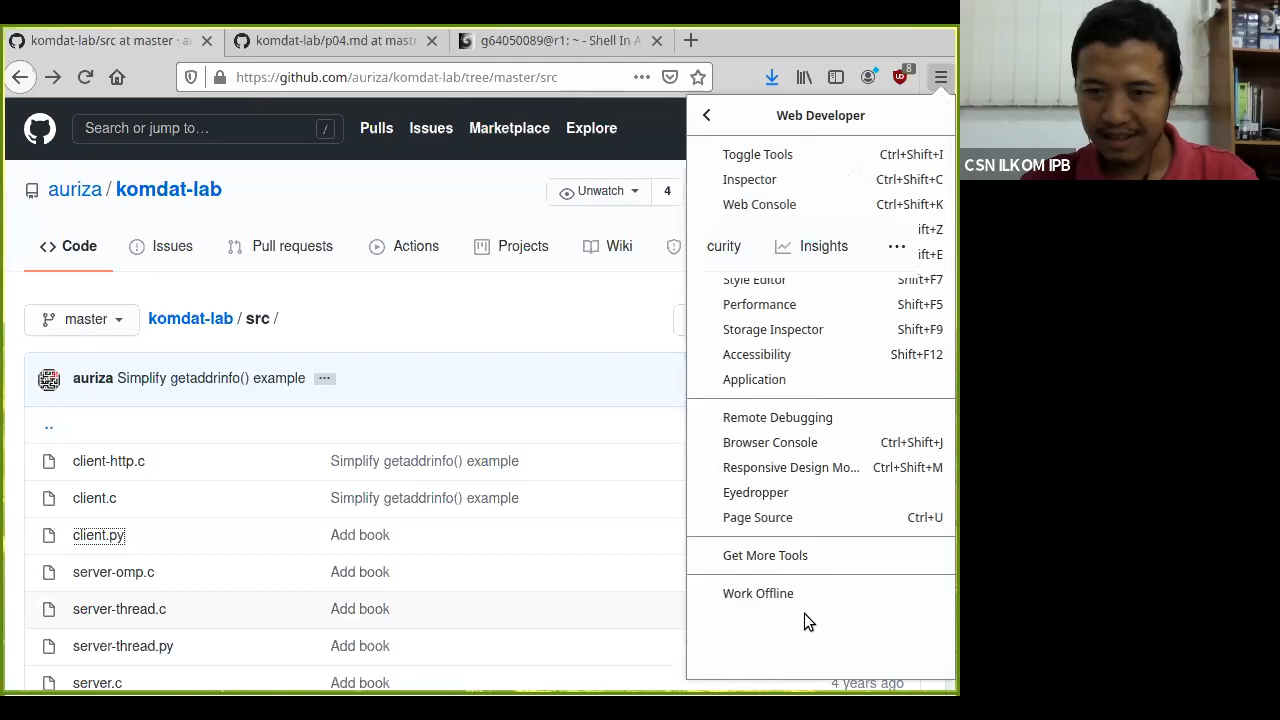 komdat-lab/src at master · au
komdat-lab/p04.md at mast
g64050089@r1: ~ - Shell In A
https://github.com/auriza/komdat-lab/tree/master/src
8
Search or jump to…
/
Pulls
Issues
Marketplace
Explore
auriza / komdat-lab
Unwatch
4
Code
Issues
Pull requests
Actions
Projects
Wiki
curity
Insights
master
komdat-lab / src /
auriza Simplify getaddrinfo() example
..
client-http.c Simplify getaddrinfo() example
client.c Simplify getaddrinfo() example
client.py Add book
server-omp.c Add book
server-thread.c Add book
server-thread.py Add book
server.c Add book 4 years ago
Web Developer
Toggle Tools Ctrl+Shift+I
Inspector Ctrl+Shift+C
Web Console Ctrl+Shift+K
ift+Z
ift+E
Style Editor Shift+F7
Performance Shift+F5
Storage Inspector Shift+F9
Accessibility Shift+F12
Application
Remote Debugging
Browser Console Ctrl+Shift+J
Responsive Design Mo... Ctrl+Shift+M
Eyedropper
Page Source Ctrl+U
Get More Tools
Work Offline
CSN ILKOM IPB